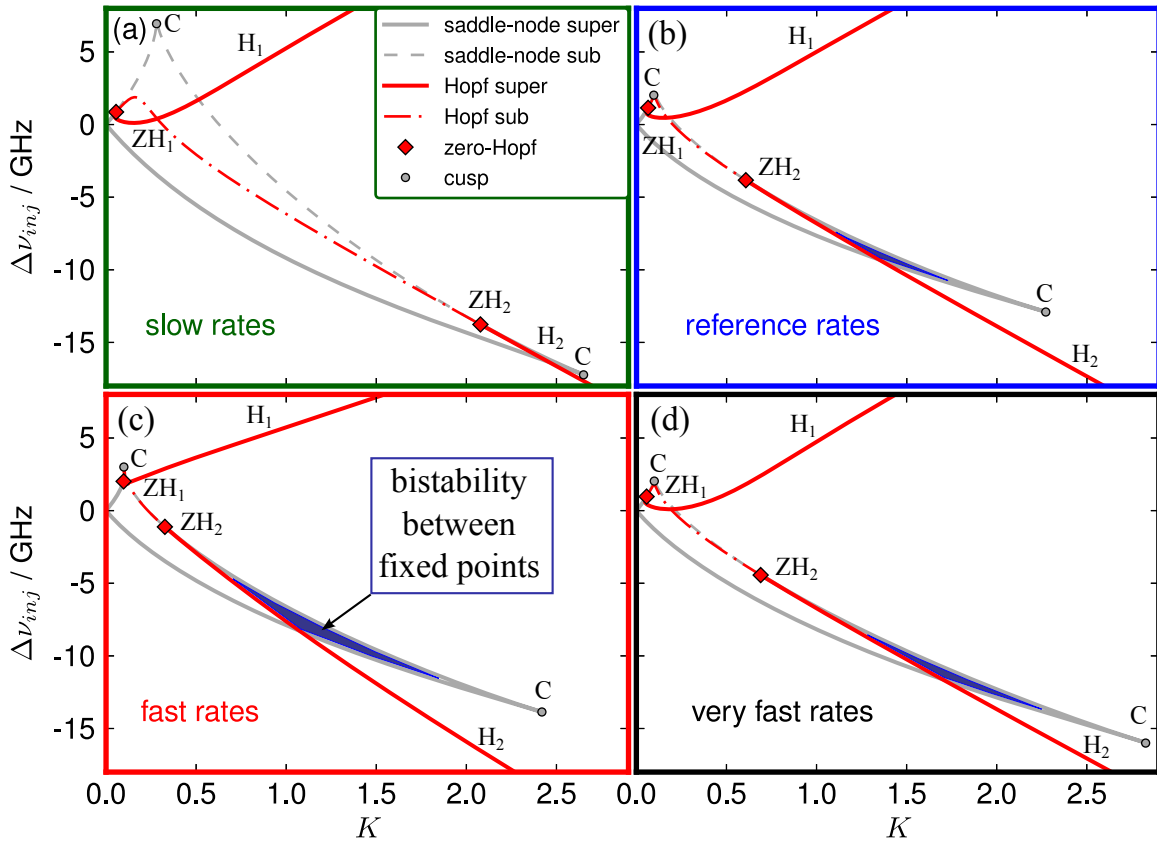 (a)
C
H₁
ZH₁
ZH₂
H₂
C
slow rates
saddle-node super
saddle-node sub
Hopf super
Hopf sub
zero-Hopf
cusp
5
0
-5
-10
-15
Δν_inj / GHz
(b)
C
H₁
ZH₁
ZH₂
C
H₂
reference rates
(c)
C
H₁
ZH₁
ZH₂
bistability
between
fixed points
C
H₂
fast rates
5
0
-5
-10
-15
Δν_inj / GHz
0.0 0.5 1.0 1.5 2.0 2.5
K
(d)
C
H₁
ZH₁
ZH₂
C
H₂
very fast rates
0.0 0.5 1.0 1.5 2.0 2.5
K